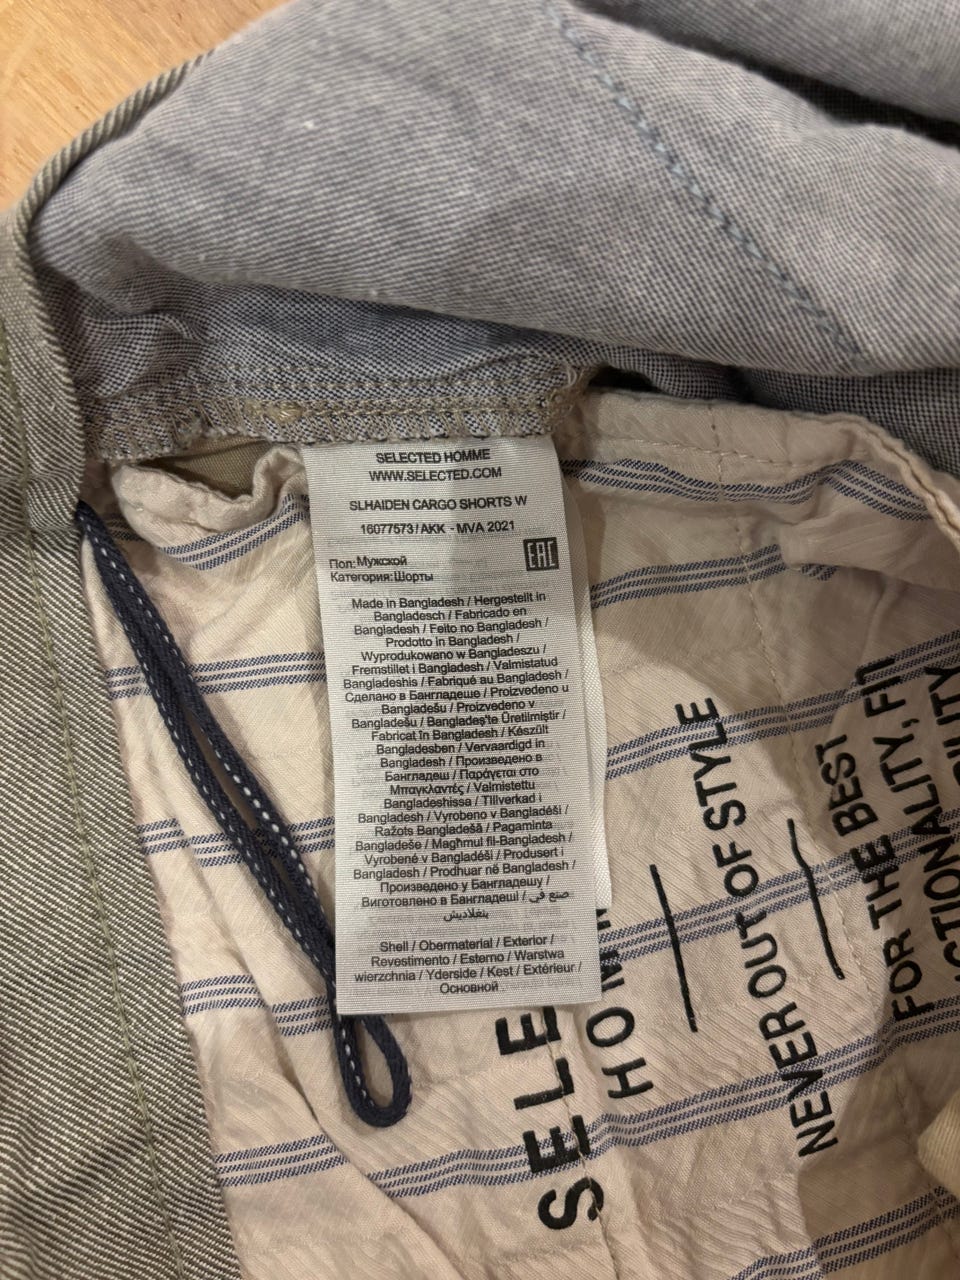 SELECTED HOMME
WWW.SELECTED.COM
SLHAIDEN CARGO SHORTS W
16077573/AKK - MVA 2021
Пол: Мужской
Категория:Шорты
EAC
Made in Bangladesh / Hergestellt in
Bangladesch / Fabricado en
Bangladesh / Feito no Bangladesh /
Prodotto in Bangladesh /
Wyprodukowano w Bangladeszu /
Fremstillet i Bangladesh / Valmistatud
Bangladeshis / Fabriqué au Bangladesh /
Сделано в Бангладеше / Proizvedeno u
Bangladešu / Proizvedeno v
Bangladešu / Bangladeş'te Üretilmiştir /
Fabricat în Bangladesh / Készült
Bangladesben / Vervaardigd in
Bangladesh / Произведено в
Бангладеш / Παράγεται στο
Μπαγκλαντές / Valmistettu
Bangladeshissa / Tillverkad i
Bangladesh / Vyrobeno v Bangladéši /
Ražots Bangladešā / Pagaminta
Bangladeše / Magħmul fil-Bangladesh /
Vyrobené v Bangladéši / Produsert i
Bangladesh / Prodhuar në Bangladesh /
Произведено у Бангладешу /
Виготовлено в Бангладеші / صنع في
بنغلاديش
Shell / Obermaterial / Exterior /
Revestimento / Esterno / Warstwa
wierzchnia / Yderside / Kest / Extérieur /
Основной
SELE
HOM
NEVER OUT OF STYLE
FOR THE BEST